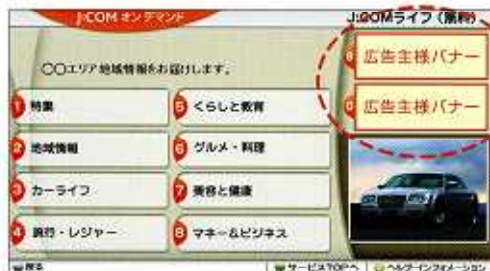 J:COM オンデマンド
J:COMライフ (無料)
〇〇エリア地域情報をお届けします。
9 広告主様バナー
0 広告主様バナー
1 特集
5 くらしと教育
2 地域情報
6 グルメ・料理
3 カーライフ
7 美容と健康
4 旅行・レジャー
8 マネー&ビジネス
戻る
サービスTOPへ
ヘルプ・インフォメーション